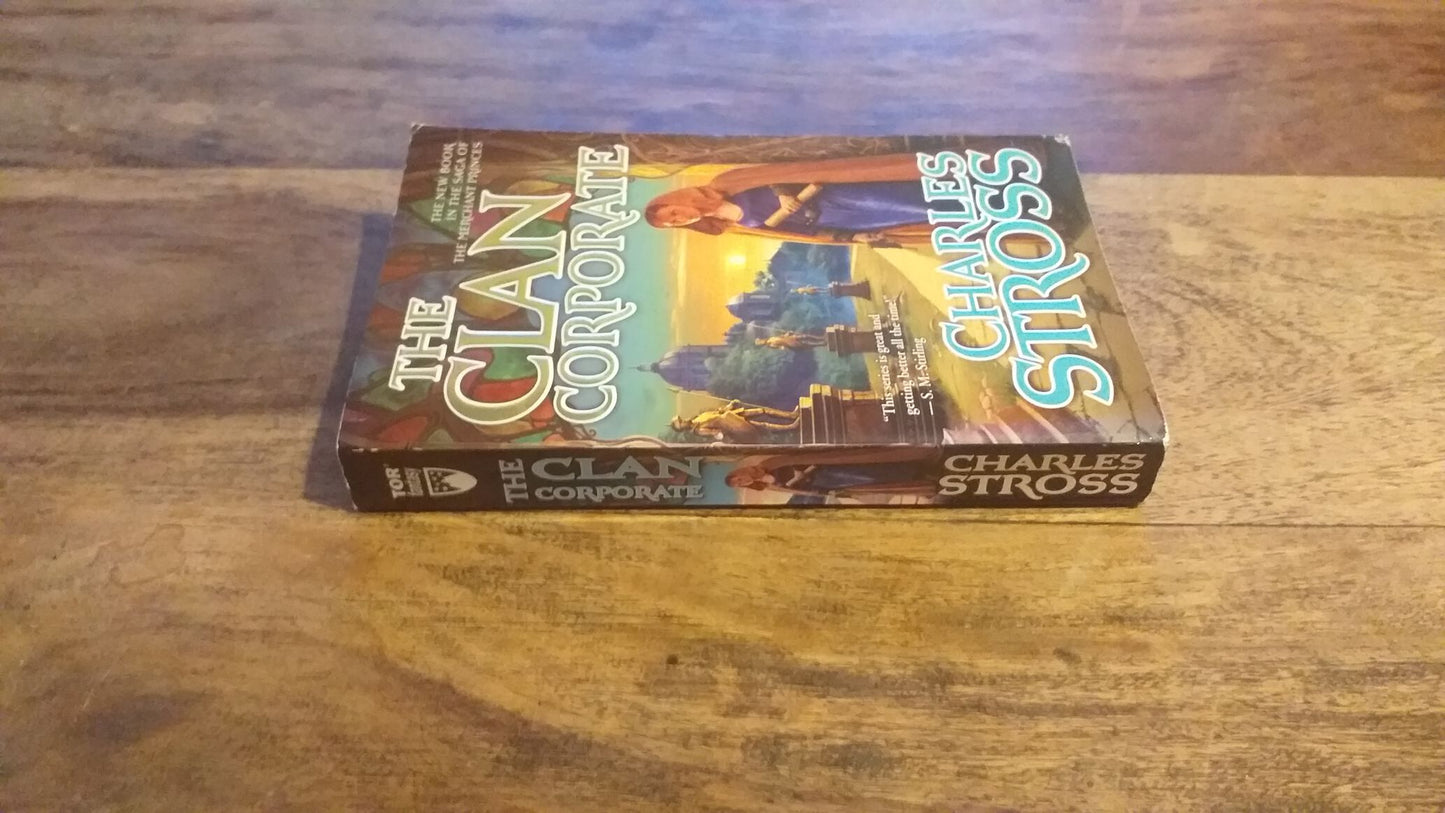 THE NEW BOOK
IN THE SAGA OF
THE MERCHANT PRINCES
THE
CLAN
CORPORATE
"This series is great and
getting better all the time!"
— S. M. Stirling
CHARLES
STROSS
TOR
fantasy
THE
CLAN
CORPORATE
CHARLES
STROSS